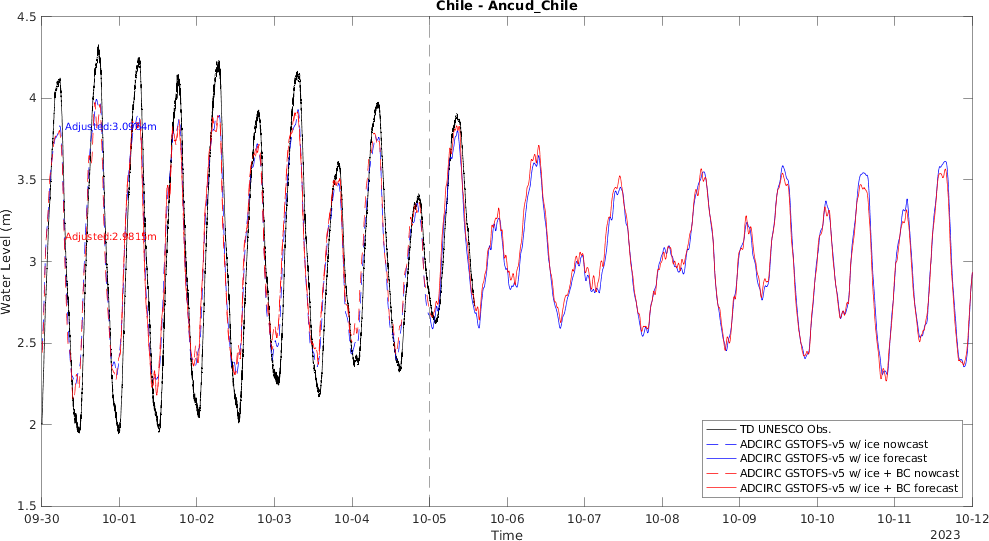 Chile - Ancud_Chile
4.5
4
3.5
3
2.5
2
1.5
Water Level (m)
Adjusted:3.0964m
Adjusted:2.9815m
TD UNESCO Obs.
ADCIRC GSTOFS-v5 w/ ice nowcast
ADCIRC GSTOFS-v5 w/ ice forecast
ADCIRC GSTOFS-v5 w/ ice + BC nowcast
ADCIRC GSTOFS-v5 w/ ice + BC forecast
09-30 10-01 10-02 10-03 10-04 10-05 10-06 10-07 10-08 10-09 10-10 10-11 10-12
Time
2023